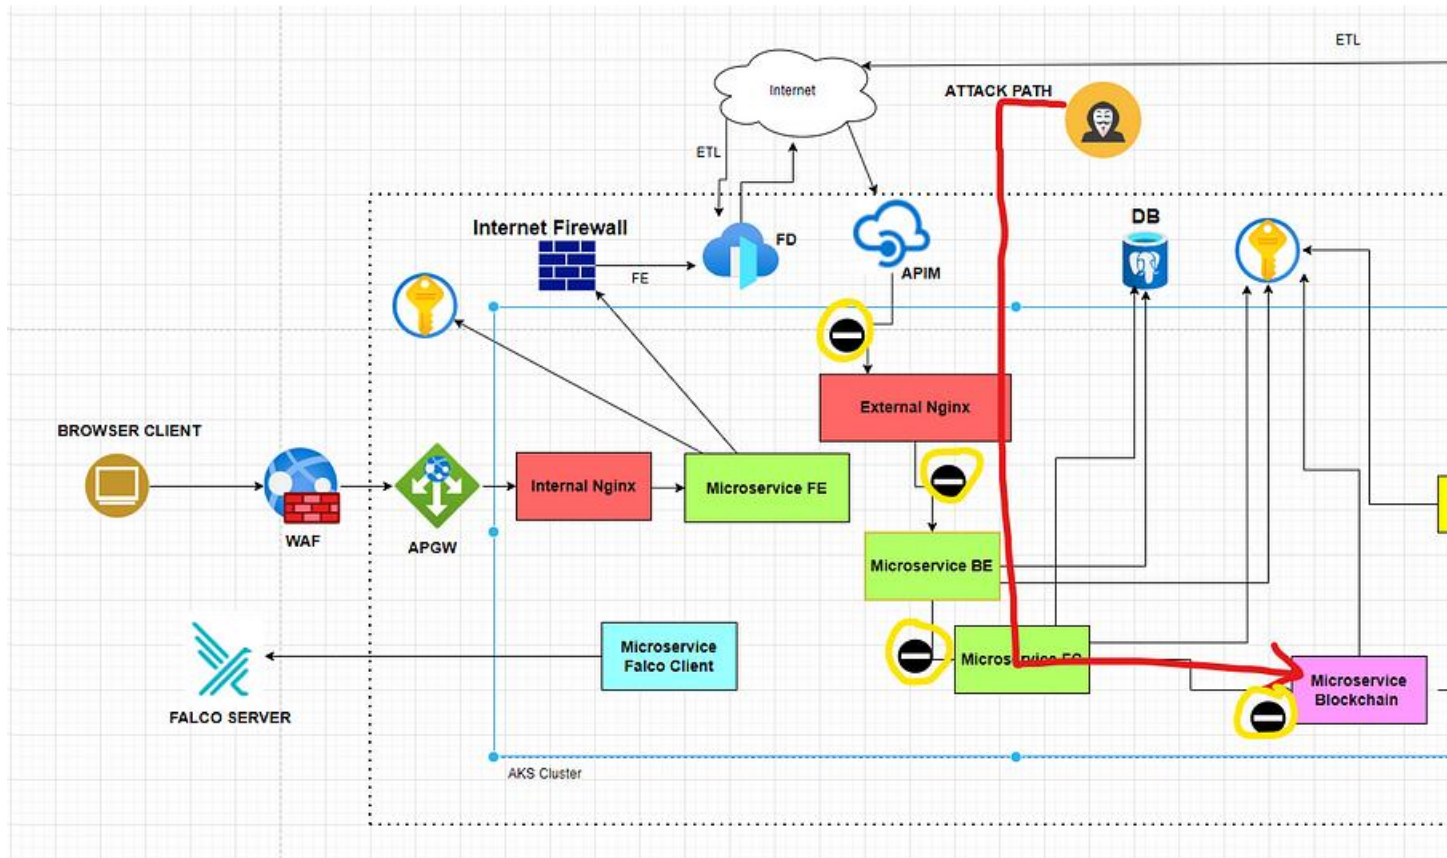 ETL
Internet
ATTACK PATH
ETL
Internet Firewall
DB
FD
FE
APIM
External Nginx
BROWSER CLIENT
Internal Nginx
Microservice FE
WAF
APGW
Microservice BE
Microservice
Falco Client
Microservice
Microservice
Blockchain
FALCO SERVER
AKS Cluster